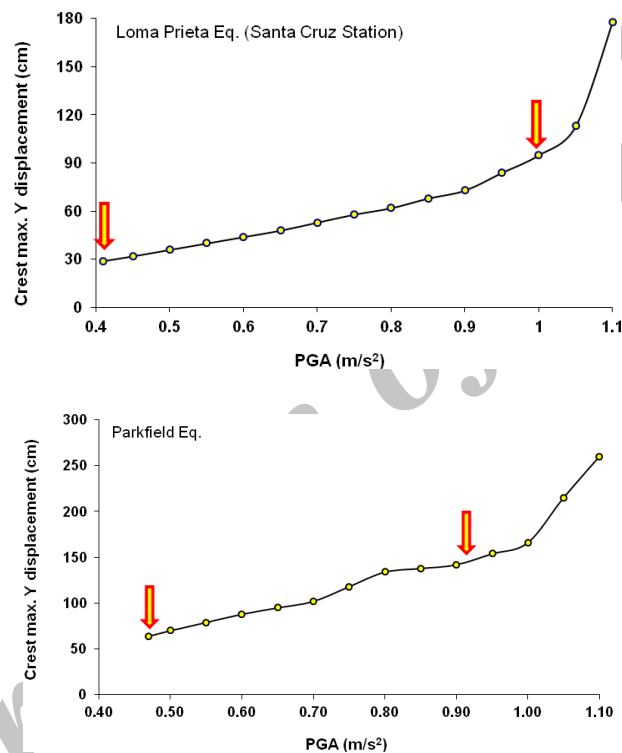 Loma Prieta Eq. (Santa Cruz Station)
Crest max. Y displacement (cm)
180
150
120
90
60
30
0
0.4 0.5 0.6 0.7 0.8 0.9 1 1.1
PGA (m/s²)
Parkfield Eq.
Crest max. Y displacement (cm)
300
250
200
150
100
50
0
0.40 0.50 0.60 0.70 0.80 0.90 1.00 1.10
PGA (m/s²)